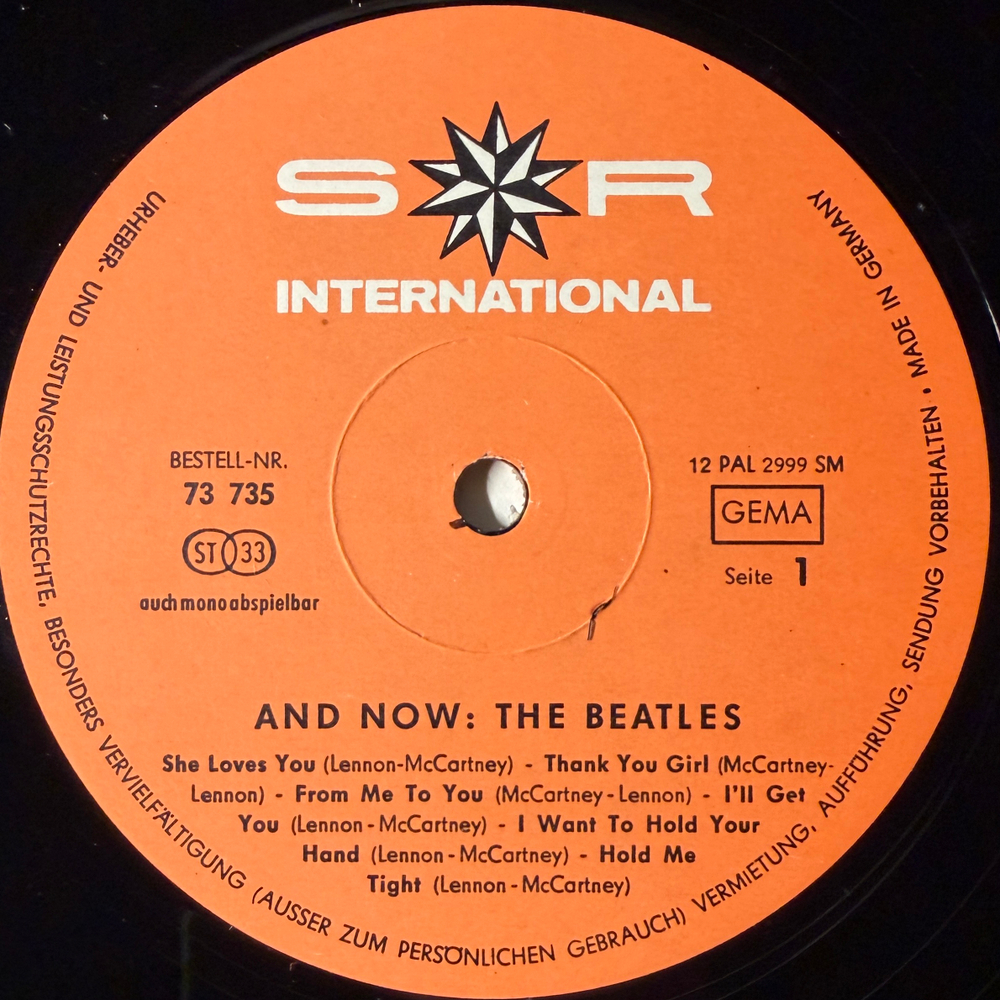 S R
INTERNATIONAL
URHEBER- UND LEISTUNGSSCHUTZRECHTE, BESONDERS VERVIELFÄLTIGUNG (AUSSER ZUM PERSÖNLICHEN GEBRAUCH) VERMIETUNG, AUFFÜHRUNG, SENDUNG VORBEHALTEN • MADE IN GERMANY
BESTELL-NR.
73 735
ST 33
auch mono abspielbar
12 PAL 2999 SM
GEMA
Seite 1
AND NOW: THE BEATLES
She Loves You (Lennon-McCartney) - Thank You Girl (McCartney-
Lennon) - From Me To You (McCartney-Lennon) - I'll Get
You (Lennon-McCartney) - I Want To Hold Your
Hand (Lennon-McCartney) - Hold Me
Tight (Lennon-McCartney)